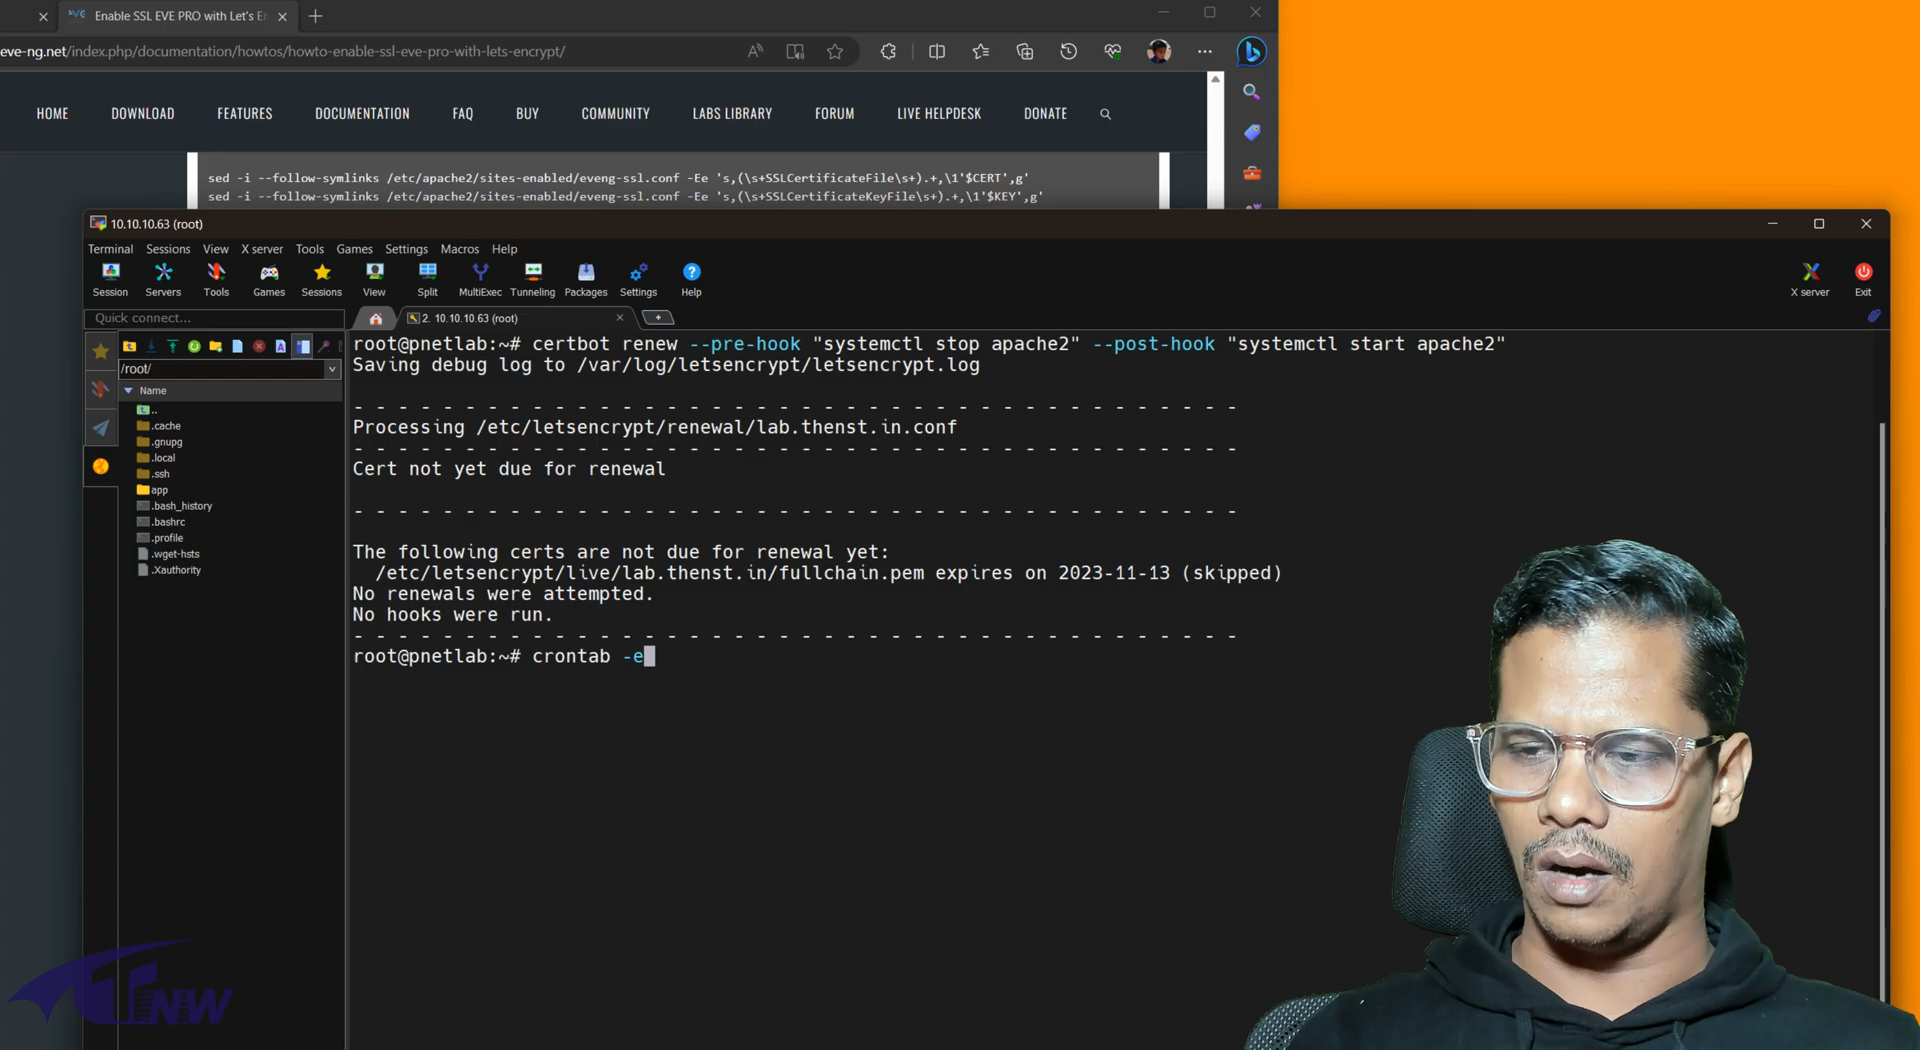 Enable SSL EVE PRO with Let's En
eve-ng.net/index.php/documentation/howtos/howto-enable-ssl-eve-pro-with-lets-encrypt/
HOME DOWNLOAD FEATURES DOCUMENTATION FAQ BUY COMMUNITY LABS LIBRARY FORUM LIVE HELPDESK DONATE
sed -i --follow-symlinks /etc/apache2/sites-enabled/eveng-ssl.conf -Ee 's,(\s+SSLCertificateFile\s+).+,\1'$CERT',g'
sed -i --follow-symlinks /etc/apache2/sites-enabled/eveng-ssl.conf -Ee 's,(\s+SSLCertificateKeyFile\s+).+,\1'$KEY',g'
10.10.10.63 (root)
Terminal Sessions View X server Tools Games Settings Macros Help
Session Servers Tools Games Sessions View Split MultiExec Tunneling Packages Settings Help X server Exit
Quick connect...
2. 10.10.10.63 (root)
/root/
Name
..
.cache
.gnupg
.local
.ssh
app
.bash_history
.bashrc
.profile
.wget-hsts
.Xauthority
root@pnetlab:~# certbot renew --pre-hook "systemctl stop apache2" --post-hook "systemctl start apache2"
Saving debug log to /var/log/letsencrypt/letsencrypt.log
- - - - - - - - - - - - - - - - - - - - - - - - - - - - - - - - - - - - - - - -
Processing /etc/letsencrypt/renewal/lab.thenst.in.conf
- - - - - - - - - - - - - - - - - - - - - - - - - - - - - - - - - - - - - - - -
Cert not yet due for renewal
- - - - - - - - - - - - - - - - - - - - - - - - - - - - - - - - - - - - - - - -
The following certs are not due for renewal yet:
/etc/letsencrypt/live/lab.thenst.in/fullchain.pem expires on 2023-11-13 (skipped)
No renewals were attempted.
No hooks were run.
- - - - - - - - - - - - - - - - - - - - - - - - - - - - - - - - - - - - - - - -
root@pnetlab:~# crontab -e
TNW